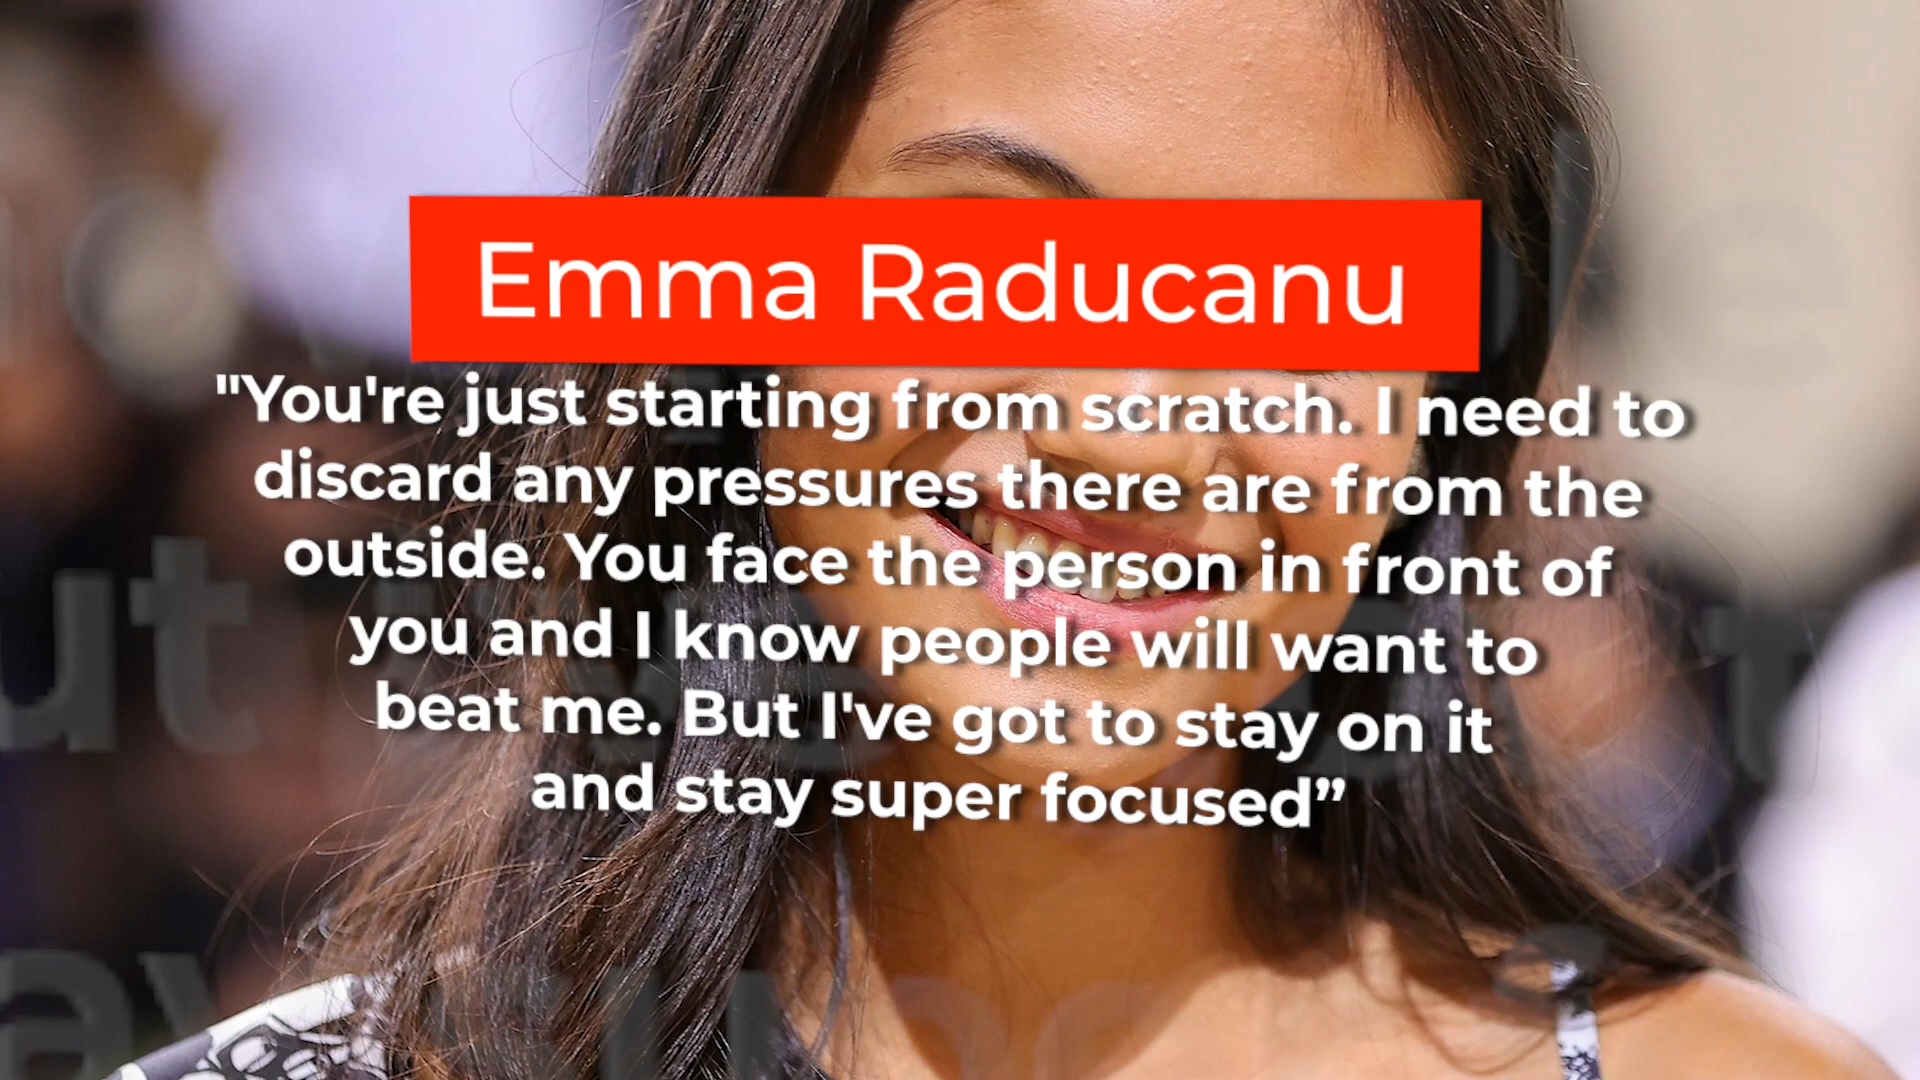 Emma Raducanu
"You're just starting from scratch. I need to
discard any pressures there are from the
outside. You face the person in front of
you and I know people will want to
beat me. But I've got to stay on it
and stay super focused”